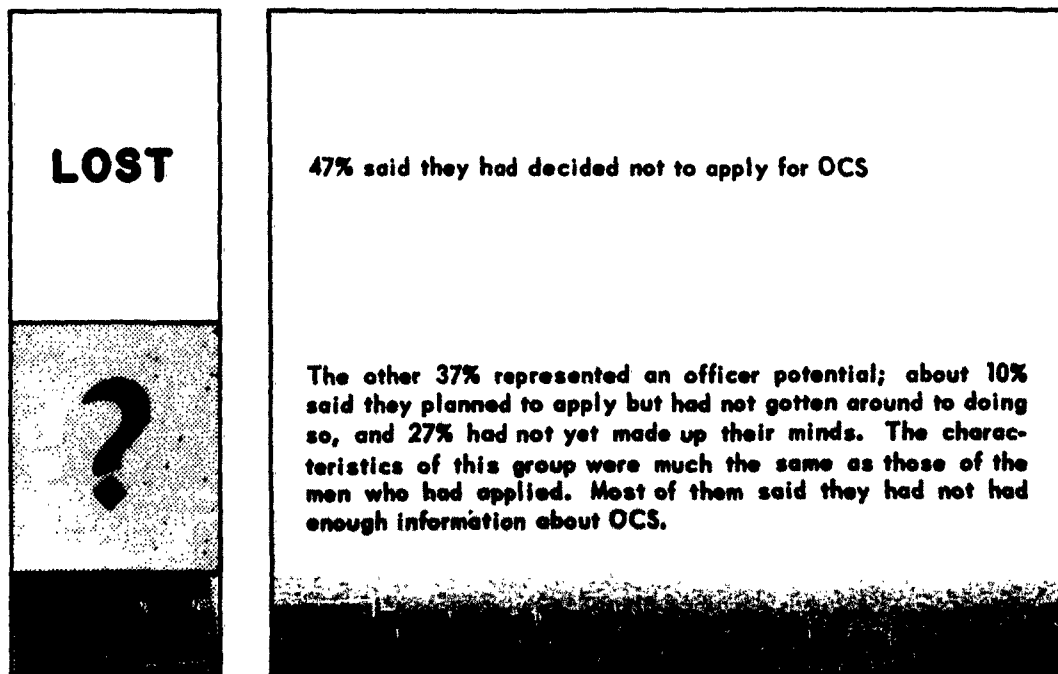 LOST
47% said they had decided not to apply for OCS
?
The other 37% represented an officer potential; about 10%
said they planned to apply but had not gotten around to doing
so, and 27% had not yet made up their minds. The charac-
teristics of this group were much the same as those of the
men who had applied. Most of them said they had not had
enough information about OCS.